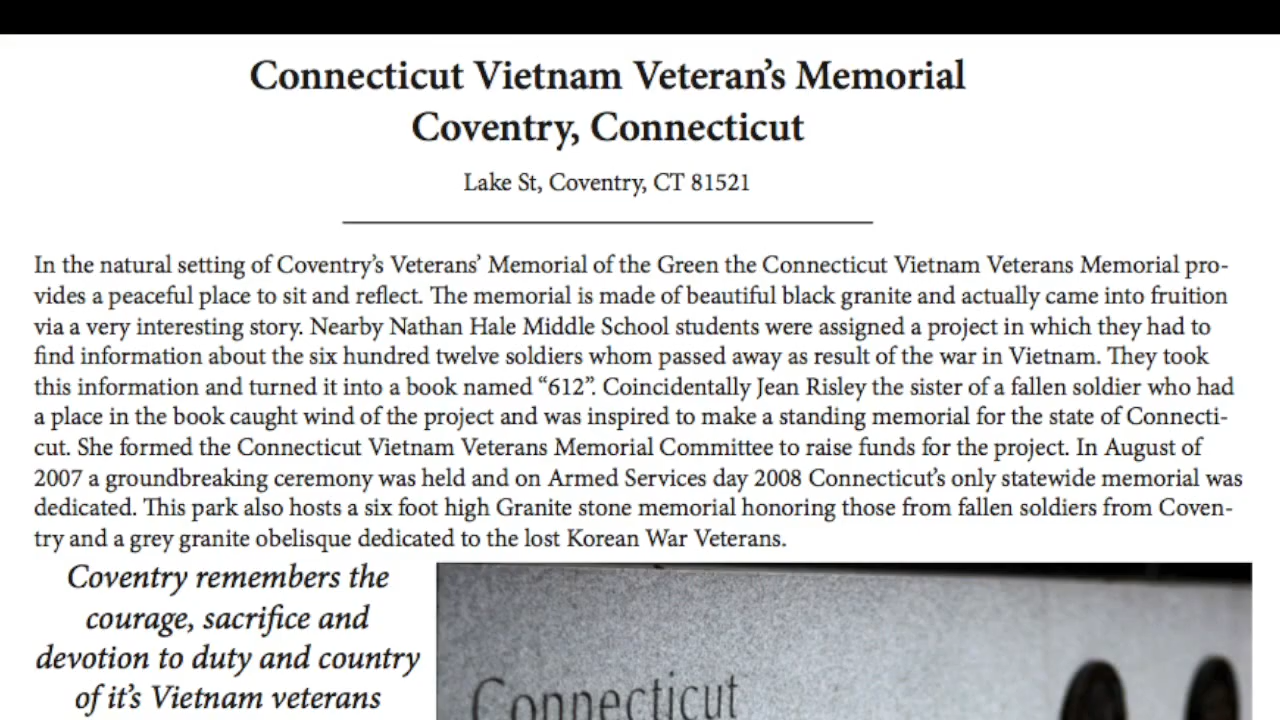 Connecticut Vietnam Veteran's Memorial
Coventry, Connecticut
Lake St, Coventry, CT 81521
In the natural setting of Coventry's Veterans' Memorial of the Green the Connecticut Vietnam Veterans Memorial pro-
vides a peaceful place to sit and reflect. The memorial is made of beautiful black granite and actually came into fruition
via a very interesting story. Nearby Nathan Hale Middle School students were assigned a project in which they had to
find information about the six hundred twelve soldiers whom passed away as result of the war in Vietnam. They took
this information and turned it into a book named “612”. Coincidentally Jean Risley the sister of a fallen soldier who had
a place in the book caught wind of the project and was inspired to make a standing memorial for the state of Connecti-
cut. She formed the Connecticut Vietnam Veterans Memorial Committee to raise funds for the project. In August of
2007 a groundbreaking ceremony was held and on Armed Services day 2008 Connecticut's only statewide memorial was
dedicated. This park also hosts a six foot high Granite stone memorial honoring those from fallen soldiers from Coven-
try and a grey granite obelisque dedicated to the lost Korean War Veterans.
Coventry remembers the
courage, sacrifice and
devotion to duty and country
of it's Vietnam veterans
Connecticut